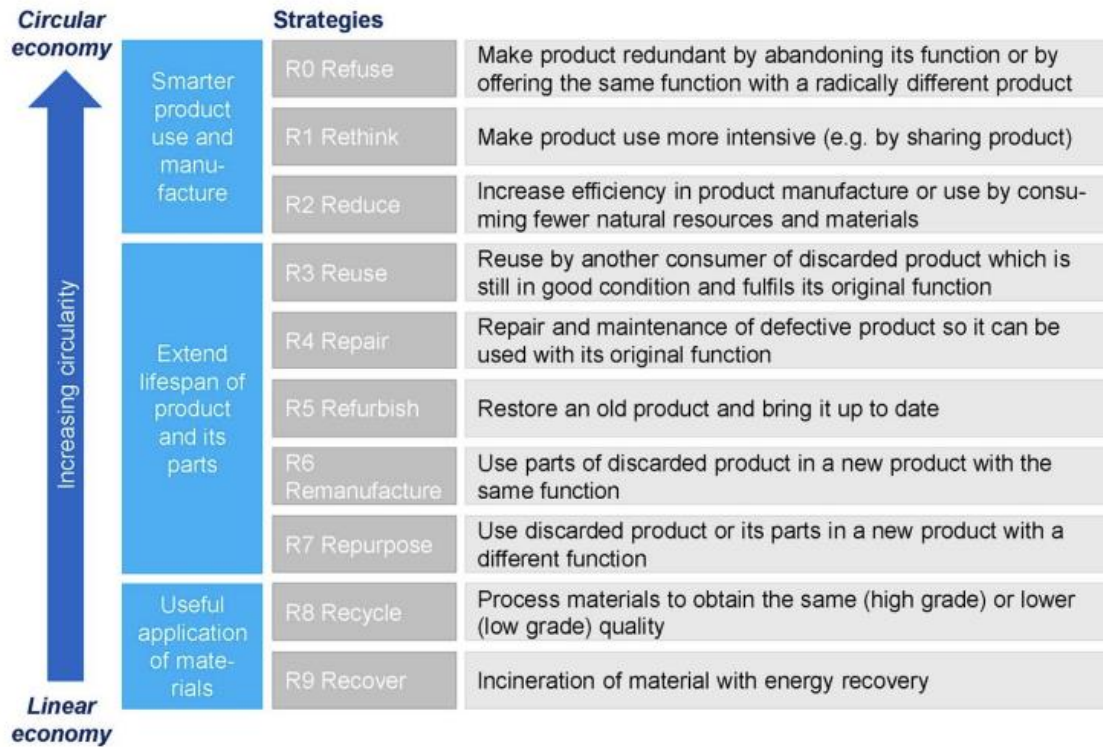 Circular
economy
Strategies
Increasing circularity
Linear
economy
Smarter
product
use and
manu-
facture
R0 Refuse
Make product redundant by abandoning its function or by
offering the same function with a radically different product
R1 Rethink
Make product use more intensive (e.g. by sharing product)
R2 Reduce
Increase efficiency in product manufacture or use by consu-
ming fewer natural resources and materials
Extend
lifespan of
product
and its
parts
R3 Reuse
Reuse by another consumer of discarded product which is
still in good condition and fulfils its original function
R4 Repair
Repair and maintenance of defective product so it can be
used with its original function
R5 Refurbish
Restore an old product and bring it up to date
R6
Remanufacture
Use parts of discarded product in a new product with the
same function
R7 Repurpose
Use discarded product or its parts in a new product with a
different function
Useful
application
of mate-
rials
R8 Recycle
Process materials to obtain the same (high grade) or lower
(low grade) quality
R9 Recover
Incineration of material with energy recovery